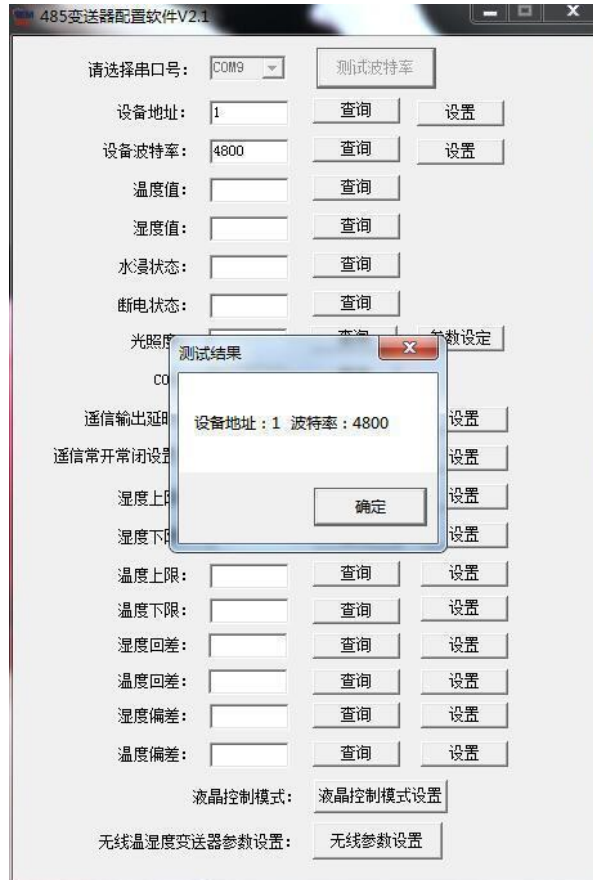 485变送器配置软件V2.1
请选择串口号： COM9 测试波特率
设备地址： 1 查询 设置
设备波特率： 4800 查询 设置
温度值： 查询
湿度值： 查询
水浸状态： 查询
断电状态： 查询
光照度 查询 参数设定
测试结果
CO
设备地址：1 波特率：4800
遥信输出延时 设置
遥信常开常闭设置 设置
湿度上限 设置
确定
湿度下限 设置
温度上限： 查询 设置
温度下限： 查询 设置
湿度回差： 查询 设置
温度回差： 查询 设置
湿度偏差： 查询 设置
温度偏差： 查询 设置
液晶控制模式： 液晶控制模式设置
无线温湿度变送器参数设置： 无线参数设置